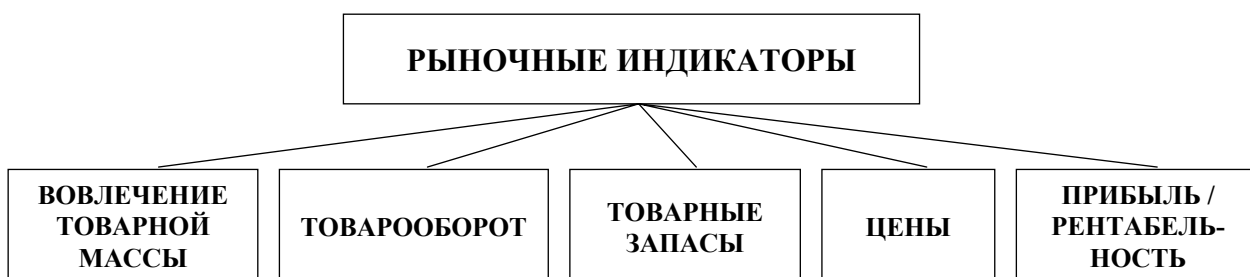 РЫНОЧНЫЕ ИНДИКАТОРЫ
ВОВЛЕЧЕНИЕ
ТОВАРНОЙ
МАССЫ
ТОВАРООБОРОТ
ТОВАРНЫЕ
ЗАПАСЫ
ЦЕНЫ
ПРИБЫЛЬ /
РЕНТАБЕЛЬ-
НОСТЬ